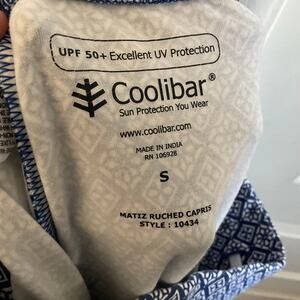 UPF 50+ Excellent UV Protection
Coolibar®
Sun Protection You Wear
www.coolibar.com
MADE IN INDIA
RN 106928
S
MATIZ RUCHED CAPRIS
STYLE : 10434